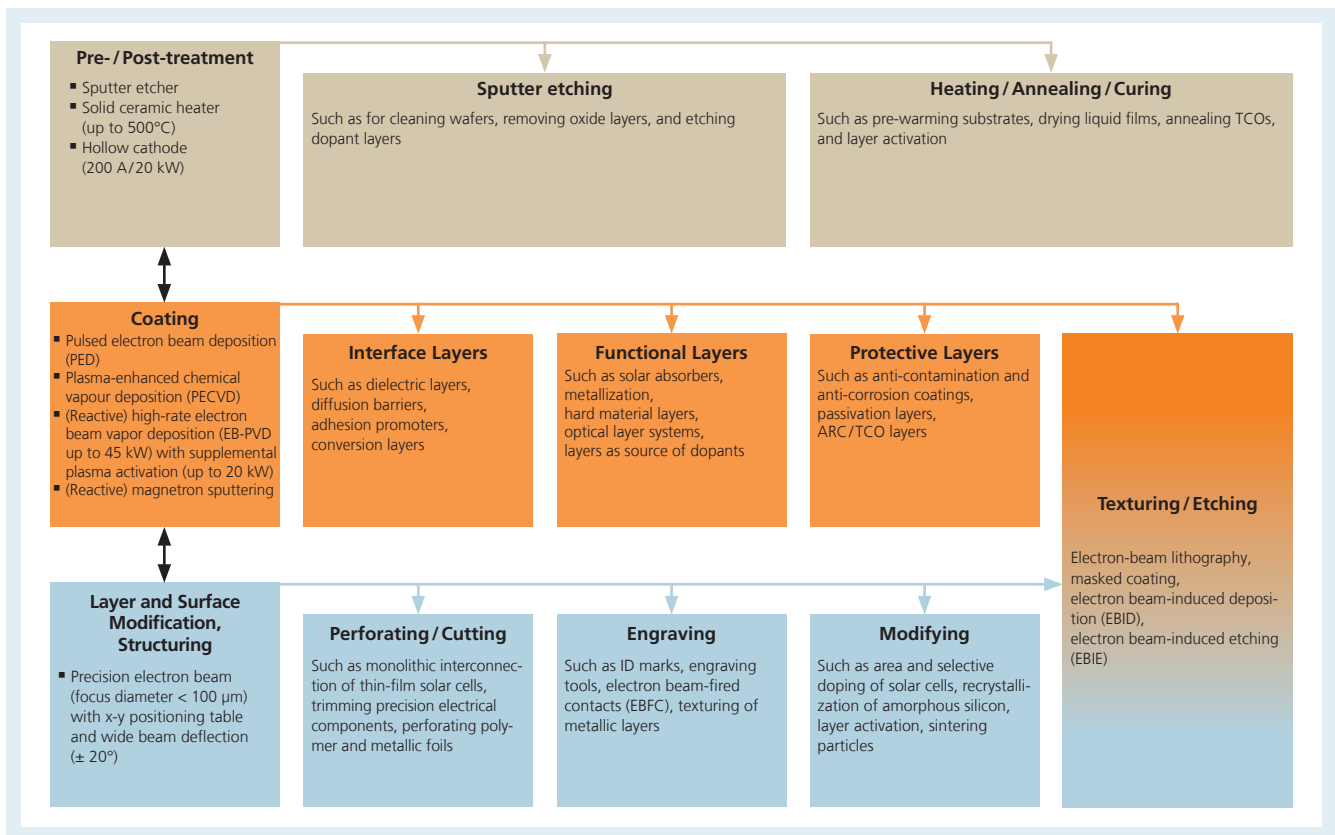 Pre- / Post-treatment
▪ Sputter etcher
▪ Solid ceramic heater
(up to 500°C)
▪ Hollow cathode
(200 A/20 kW)
Sputter etching
Such as for cleaning wafers, removing oxide layers, and etching
dopant layers
Heating / Annealing / Curing
Such as pre-warming substrates, drying liquid films, annealing TCOs,
and layer activation
Coating
▪ Pulsed electron beam deposition
(PED)
▪ Plasma-enhanced chemical
vapour deposition (PECVD)
▪ (Reactive) high-rate electron
beam vapor deposition (EB-PVD
up to 45 kW) with supplemental
plasma activation (up to 20 kW)
▪ (Reactive) magnetron sputtering
Interface Layers
Such as dielectric layers,
diffusion barriers,
adhesion promoters,
conversion layers
Functional Layers
Such as solar absorbers,
metallization,
hard material layers,
optical layer systems,
layers as source of dopants
Protective Layers
Such as anti-contamination and
anti-corrosion coatings,
passivation layers,
ARC / TCO layers
Texturing / Etching
Electron-beam lithography,
masked coating,
electron beam-induced deposi-
tion (EBID),
electron beam-induced etching
(EBIE)
Layer and Surface
Modification,
Structuring
▪ Precision electron beam
(focus diameter < 100 µm)
with x-y positioning table
and wide beam deflection
(± 20°)
Perforating / Cutting
Such as monolithic interconnec-
tion of thin-film solar cells,
trimming precision electrical
components, perforating poly-
mer and metallic foils
Engraving
Such as ID marks, engraving
tools, electron beam-fired
contacts (EBFC), texturing of
metallic layers
Modifying
Such as area and selective
doping of solar cells, recrystalli-
zation of amorphous silicon,
layer activation, sintering
particles